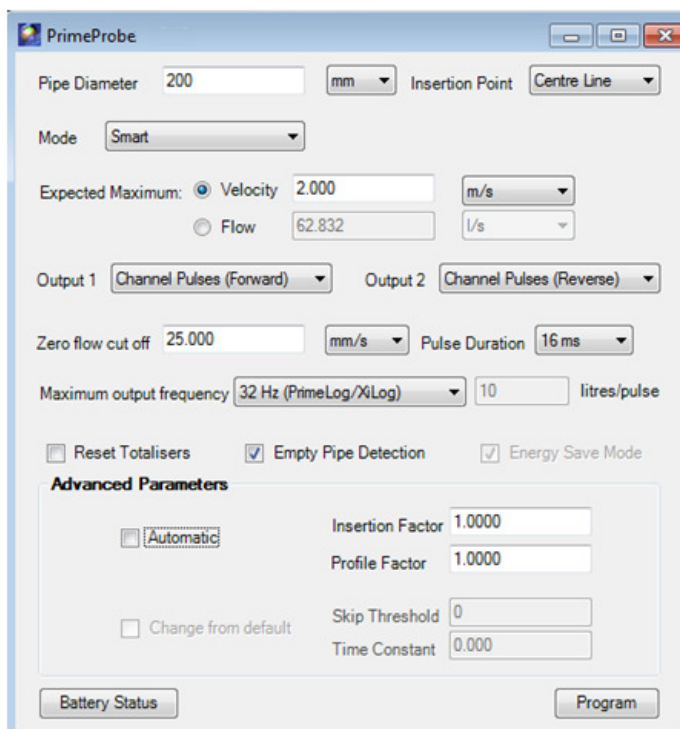 PrimeProbe
Pipe Diameter 200 mm Insertion Point Centre Line
Mode Smart
Expected Maximum: Velocity 2.000 m/s
Flow 62.832 l/s
Output 1 Channel Pulses (Forward) Output 2 Channel Pulses (Reverse)
Zero flow cut off 25.000 mm/s Pulse Duration 16 ms
Maximum output frequency 32 Hz (PrimeLog/XiLog) 10 litres/pulse
Reset Totalisers Empty Pipe Detection Energy Save Mode
Advanced Parameters
Automatic Insertion Factor 1.0000
Profile Factor 1.0000
Change from default Skip Threshold 0
Time Constant 0.000
Battery Status Program